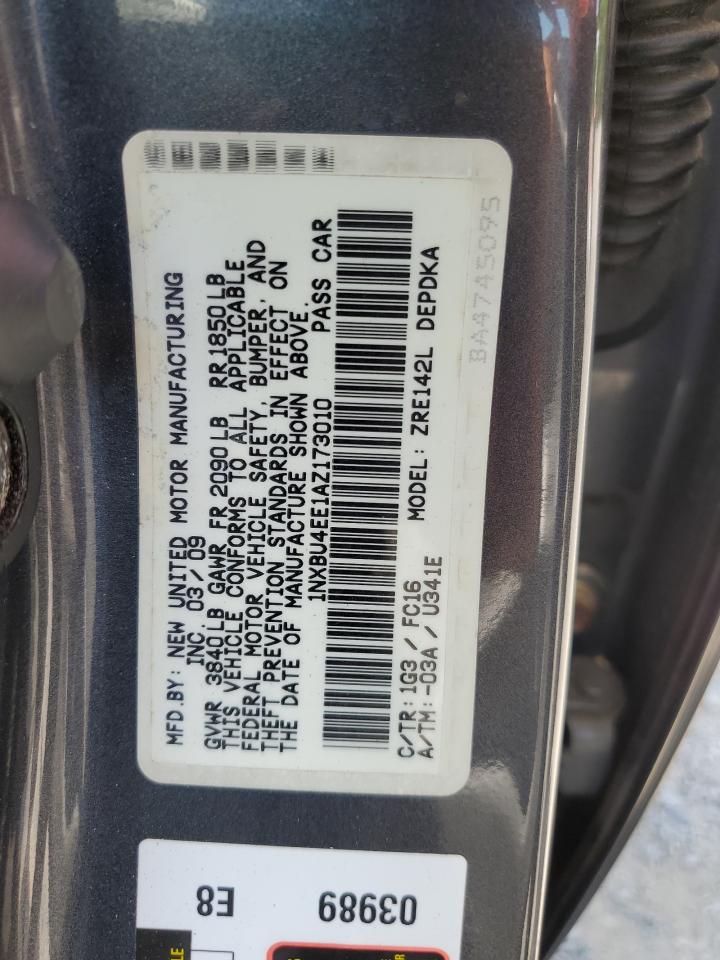 MFD.BY: NEW UNITED MOTOR MANUFACTURING
INC. 03/09
GVWR 3840LB GAWR FR 2090LB RR1850LB
THIS VEHICLE CONFORMS TO ALL APPLICABLE
FEDERAL MOTOR VEHICLE SAFETY, BUMPER, AND
THEFT PREVENTION STANDARDS IN EFFECT ON
THE DATE OF MANUFACTURE SHOWN ABOVE.
1NXBU4EE1AZ173010 PASS CAR
C/TR:1G3/FC16 MODEL: ZRE142L DEPDKA
A/TM:-03A/U341E
BA4745095
03989 E8